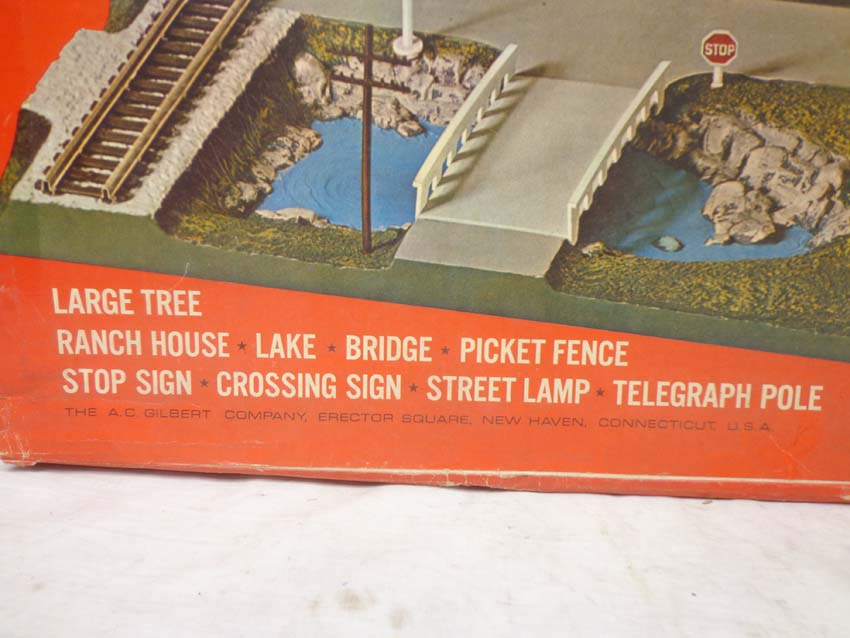 STOP
LARGE TREE
RANCH HOUSE ★ LAKE ★ BRIDGE ★ PICKET FENCE
STOP SIGN ★ CROSSING SIGN ★ STREET LAMP ★ TELEGRAPH POLE
THE A.C. GILBERT COMPANY, ERECTOR SQUARE, NEW HAVEN, CONNECTICUT, U.S.A.